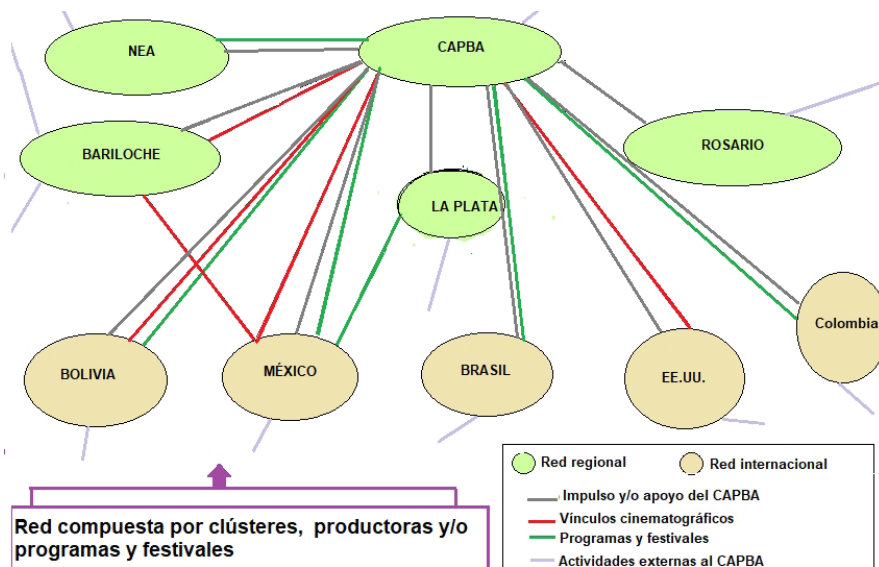 NEA
CAPBA
BARILOCHE
ROSARIO
LA PLATA
BOLIVIA
MÉXICO
BRASIL
EE.UU.
Colombia
Red regional
Red internacional
Impulso y/o apoyo del CAPBA
Vínculos cinematográficos
Programas y festivales
Actividades externas al CAPBA
Red compuesta por clústeres, productoras y/o
programas y festivales